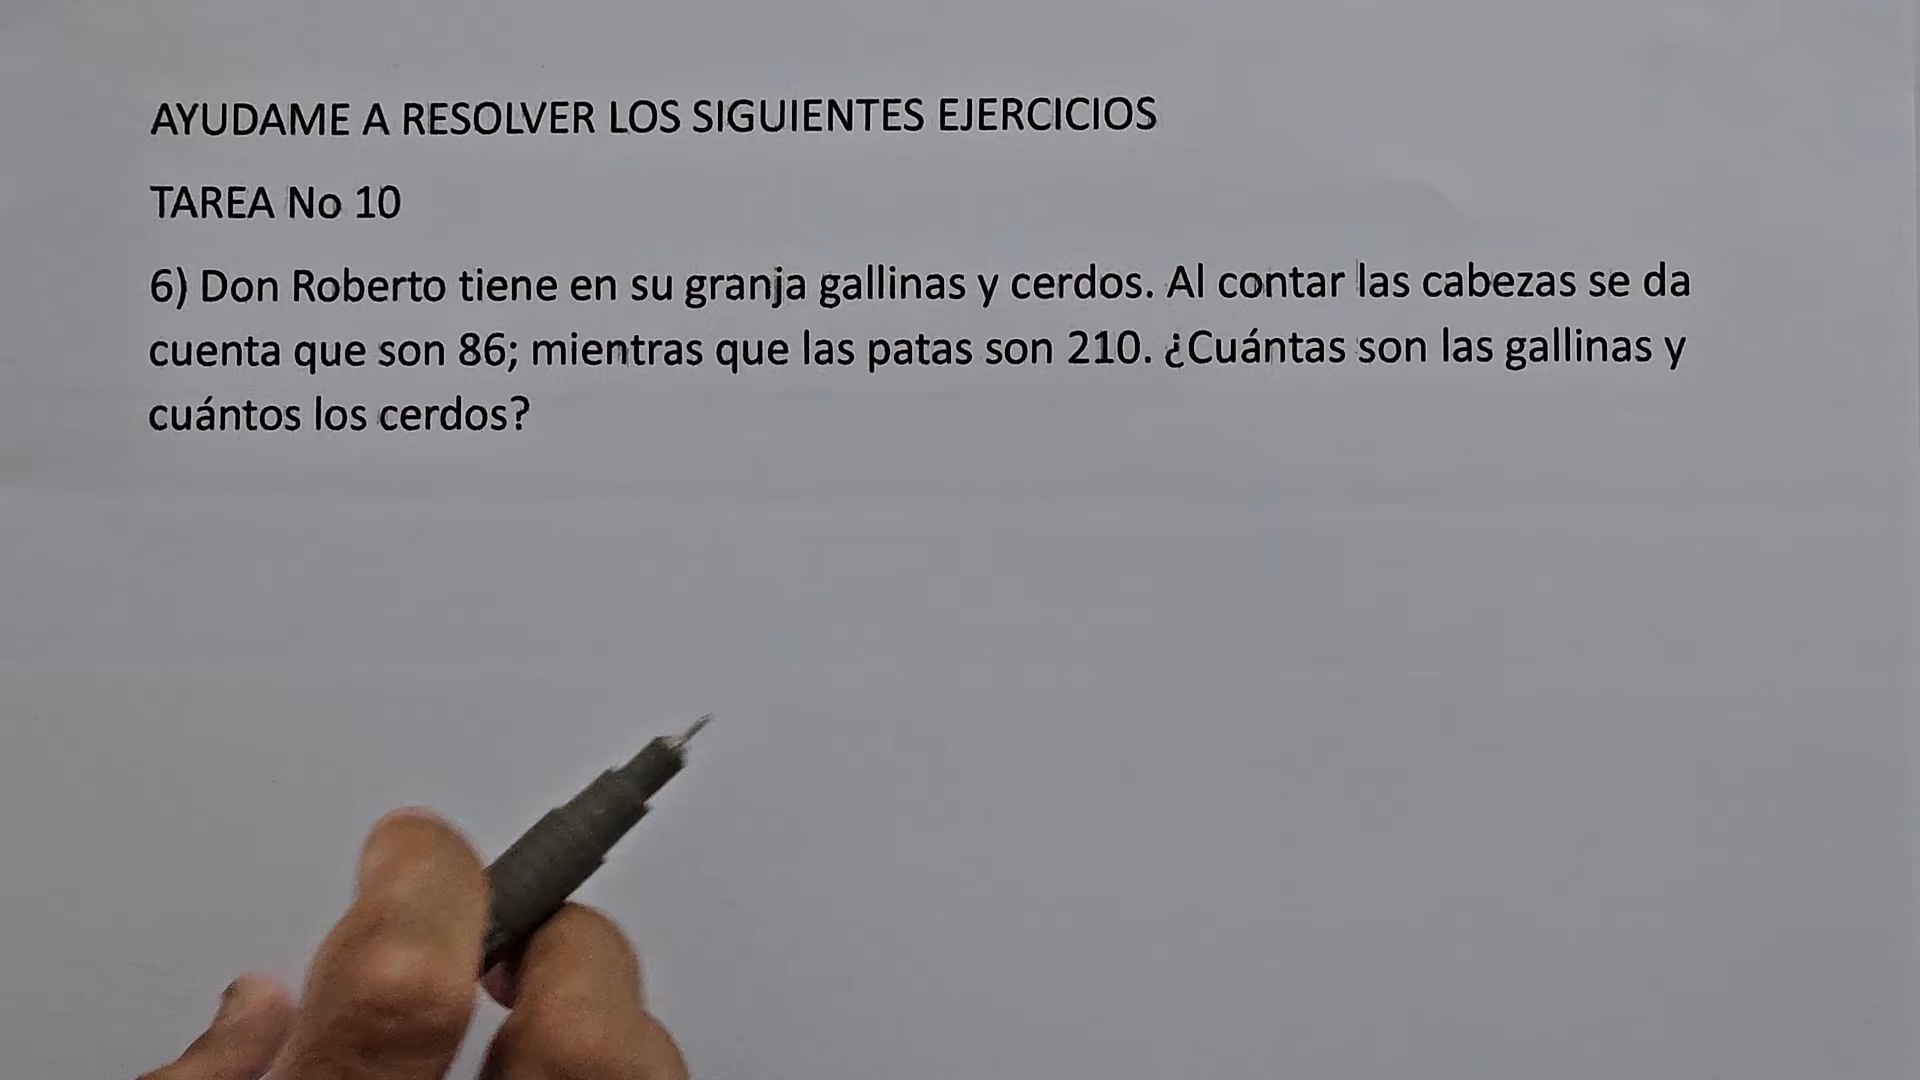 AYUDAME A RESOLVER LOS SIGUIENTES EJERCICIOS
TAREA No 10
6) Don Roberto tiene en su granja gallinas y cerdos. Al contar las cabezas se da
cuenta que son 86; mientras que las patas son 210. ¿Cuántas son las gallinas y
cuántos los cerdos?